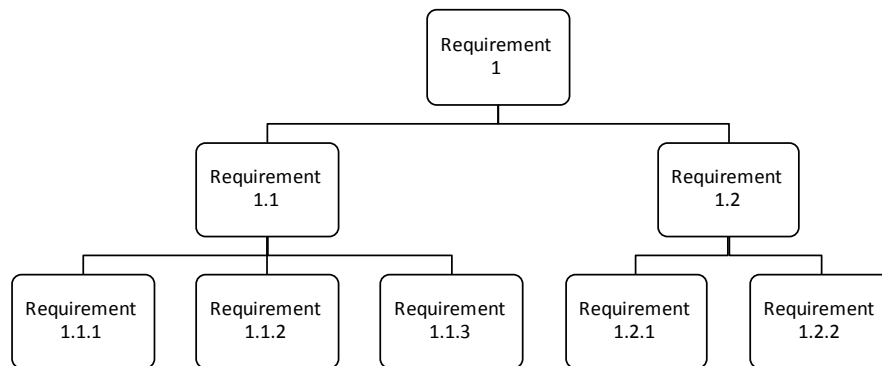 Requirement
1
Requirement
1.1
Requirement
1.2
Requirement
1.1.1
Requirement
1.1.2
Requirement
1.1.3
Requirement
1.2.1
Requirement
1.2.2